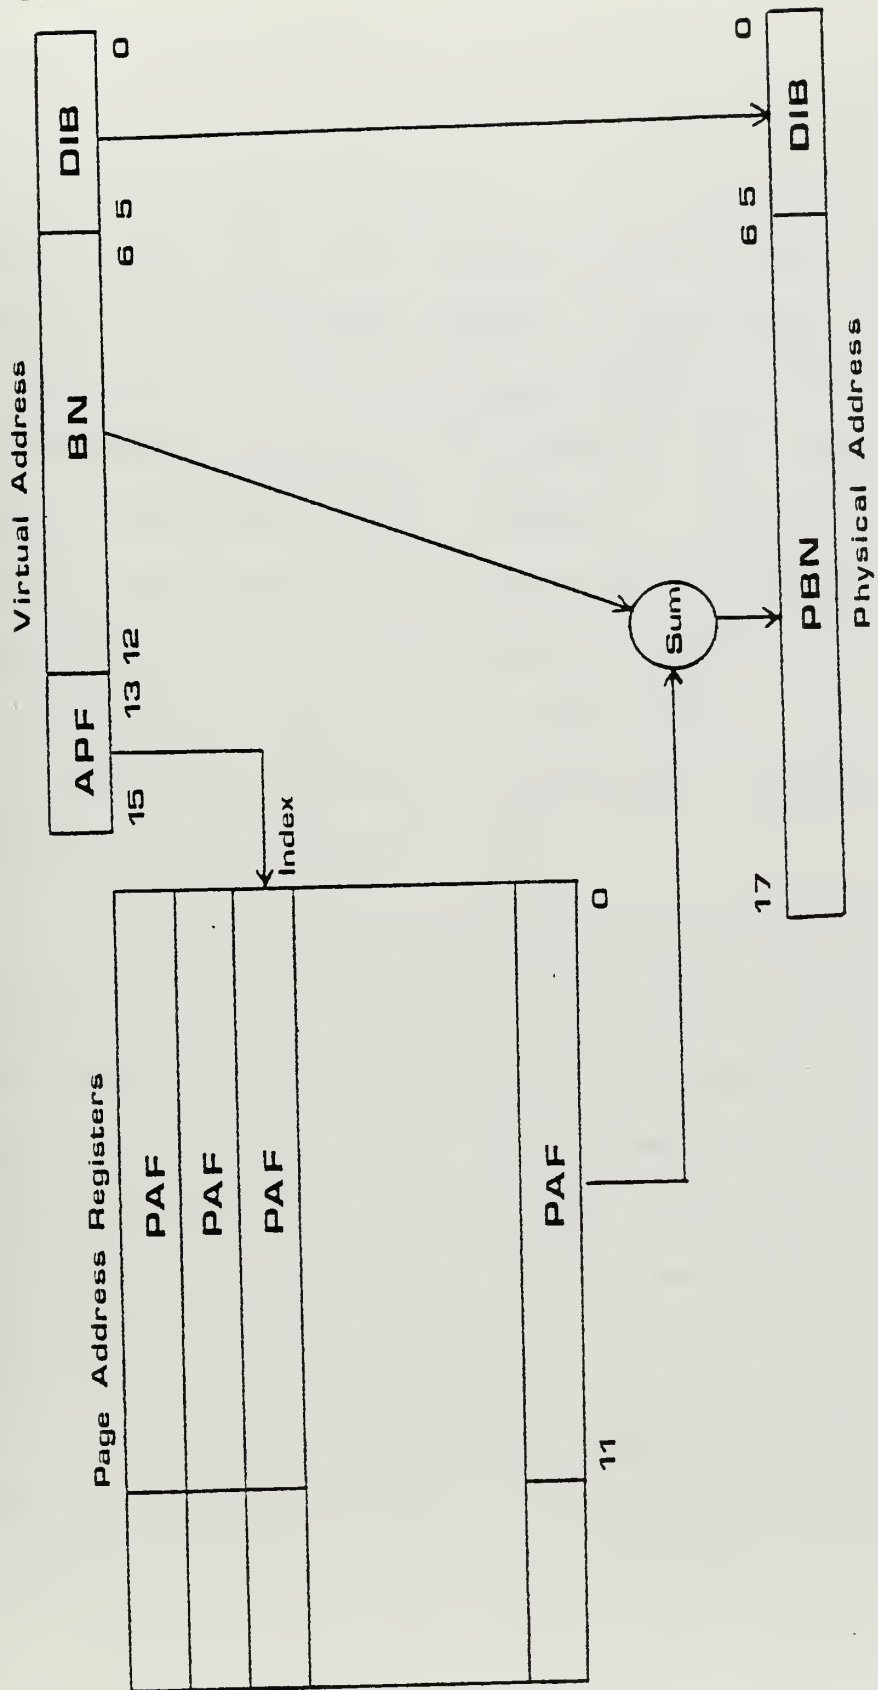 Virtual Address
APF BN DIB
15 13 12 6 5 0
Page Address Registers
PAF
PAF
PAF
PAF
11 0
Index
Sum
17 6 5 0
PBN DIB
Physical Address